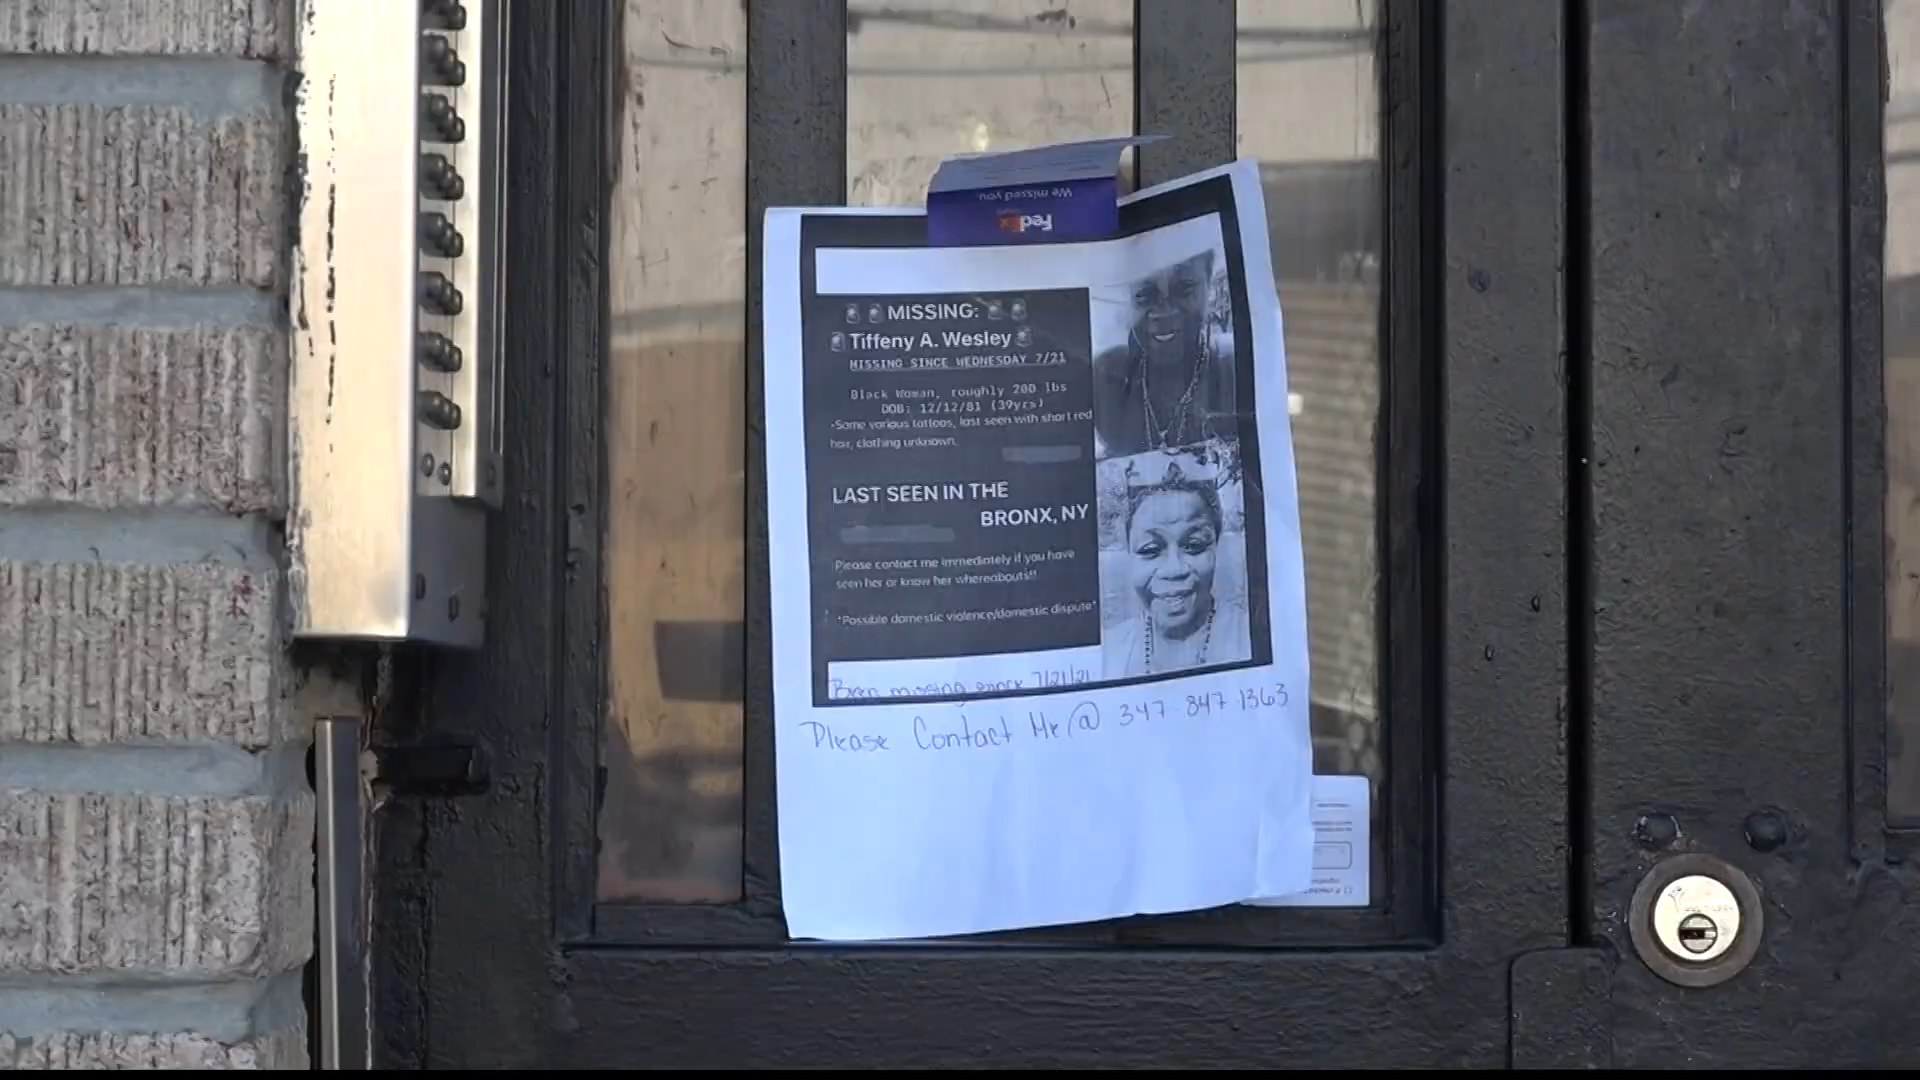 We missed you.
FedEx
MISSING:
Tiffeny A. Wesley
MISSING SINCE WEDNESDAY 7/21
Black Woman, roughly 200 lbs
DOB: 12/12/81 (39yrs)
-Some various tattoos, last seen with short red
hair, clothing unknown.
LAST SEEN IN THE
BRONX, NY
Please contact me immediately if you have
seen her or know her whereabouts!!
*Possible domestic violence/domestic dispute*
Been missing since 7/21/21
Please Contact Me @ 347-847-1363